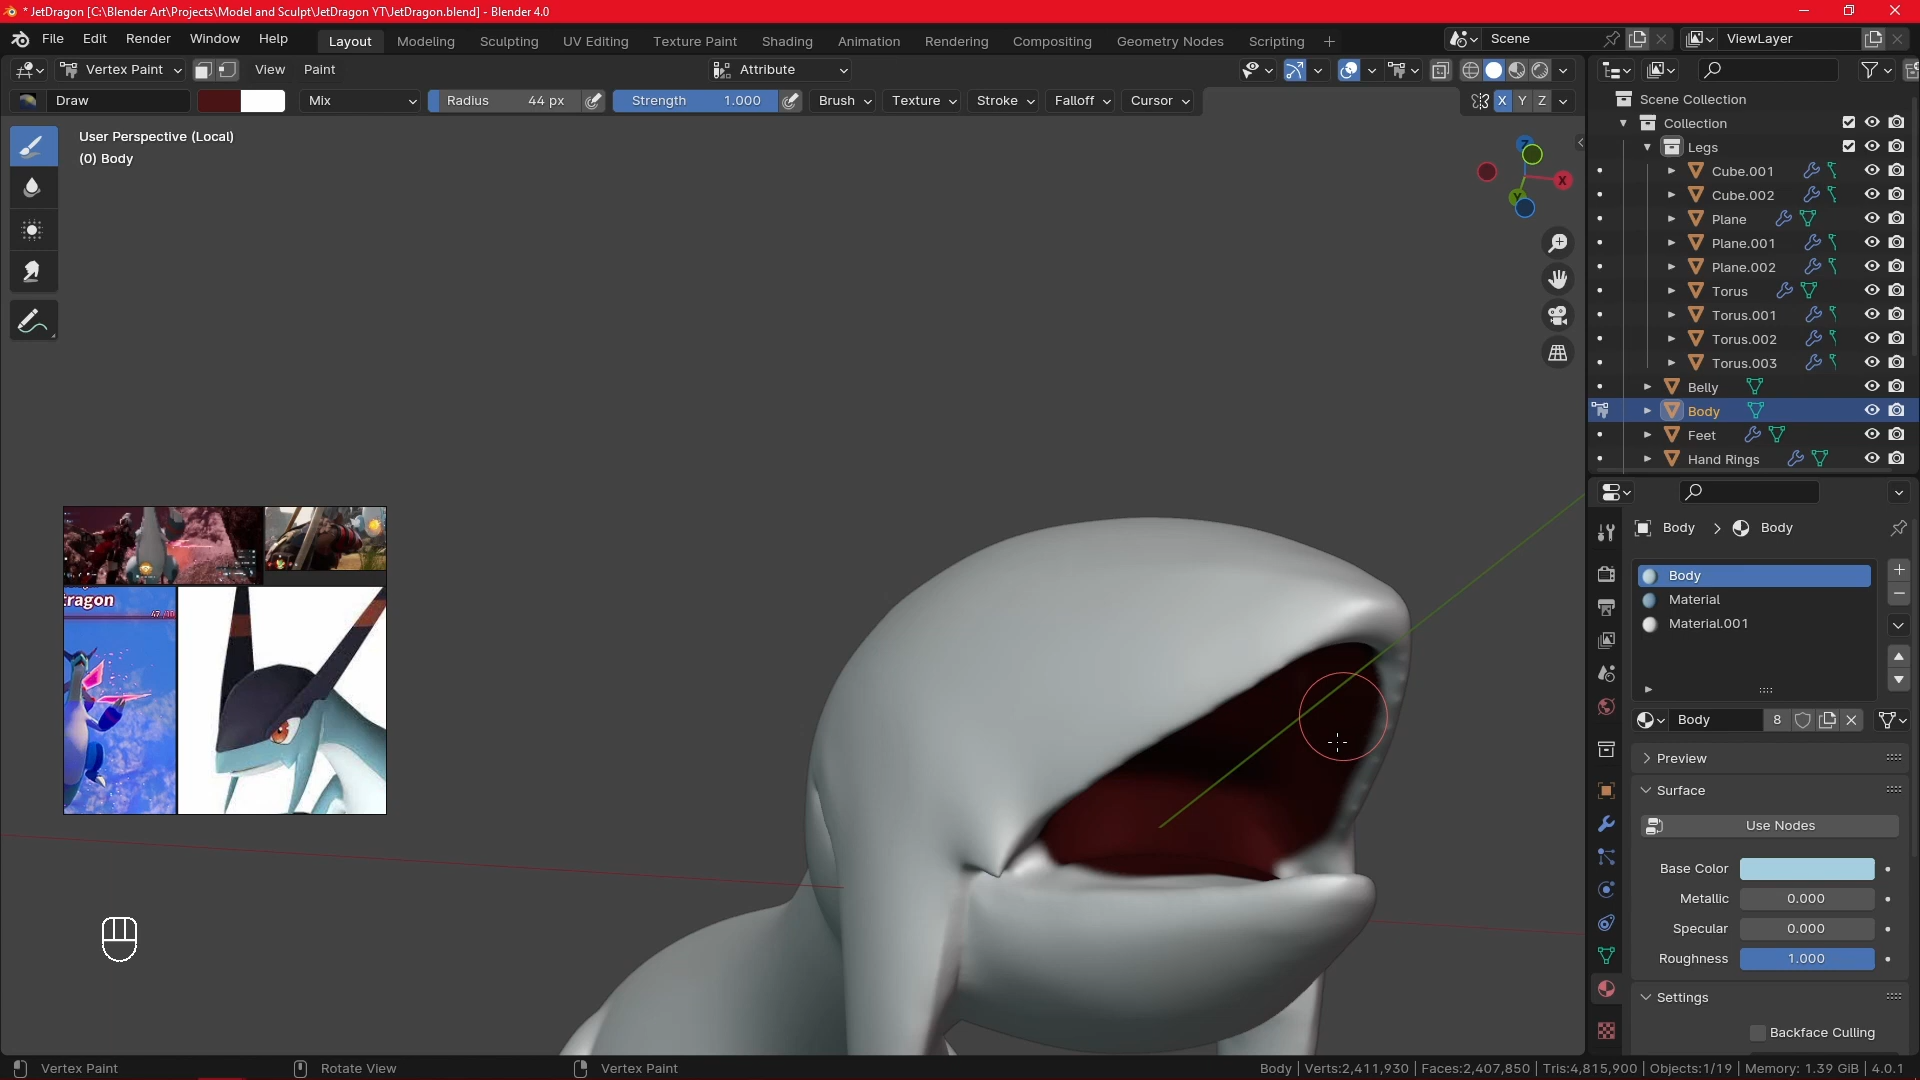 * JetDragon [C:\Blender Art\Projects\Model and Sculpt\JetDragon YT\JetDragon.blend] - Blender 4.0
File Edit Render Window Help Layout Modeling Sculpting UV Editing Texture Paint Shading Animation Rendering Compositing Geometry Nodes Scripting + Scene ViewLayer
Vertex Paint View Paint Attribute
Draw Mix Radius 44 px Strength 1.000 Brush Texture Stroke Falloff Cursor X Y Z
User Perspective (Local)
(0) Body
Z
X
Y
Scene Collection
Collection
Legs
Cube.001
Cube.002
Plane
Plane.001
Plane.002
Torus
Torus.001
Torus.002
Torus.003
Belly
Body
Feet
Hand Rings
Body > Body
Body
Material
Material.001
Body 8
Preview
Surface
Use Nodes
Base Color
Metallic 0.000
Specular 0.000
Roughness 1.000
Settings
Backface Culling
ragon
Vertex Paint Rotate View Vertex Paint Body | Verts:2,411,930 | Faces:2,407,850 | Tris:4,815,900 | Objects:1/19 | Memory: 1.39 GiB | 4.0.1